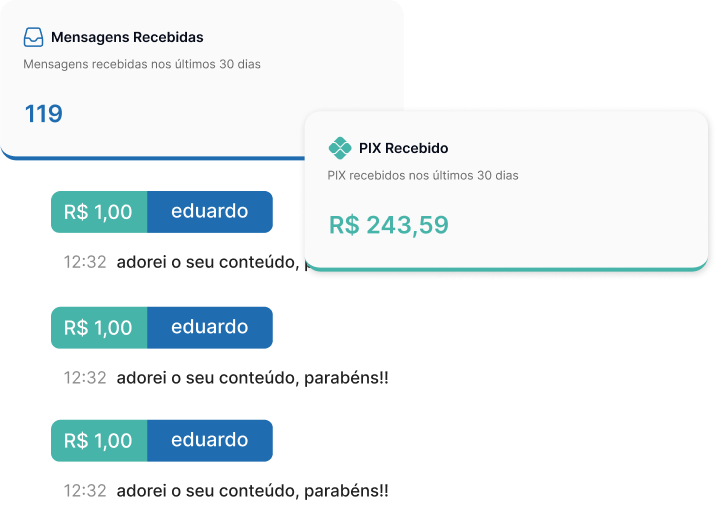 Mensagens Recebidas
Mensagens recebidas nos últimos 30 dias
119
PIX Recebido
PIX recebidos nos últimos 30 dias
R$ 243,59
R$ 1,00 eduardo
12:32 adorei o seu conteúdo,
R$ 1,00 eduardo
12:32 adorei o seu conteúdo, parabéns!!
R$ 1,00 eduardo
12:32 adorei o seu conteúdo, parabéns!!